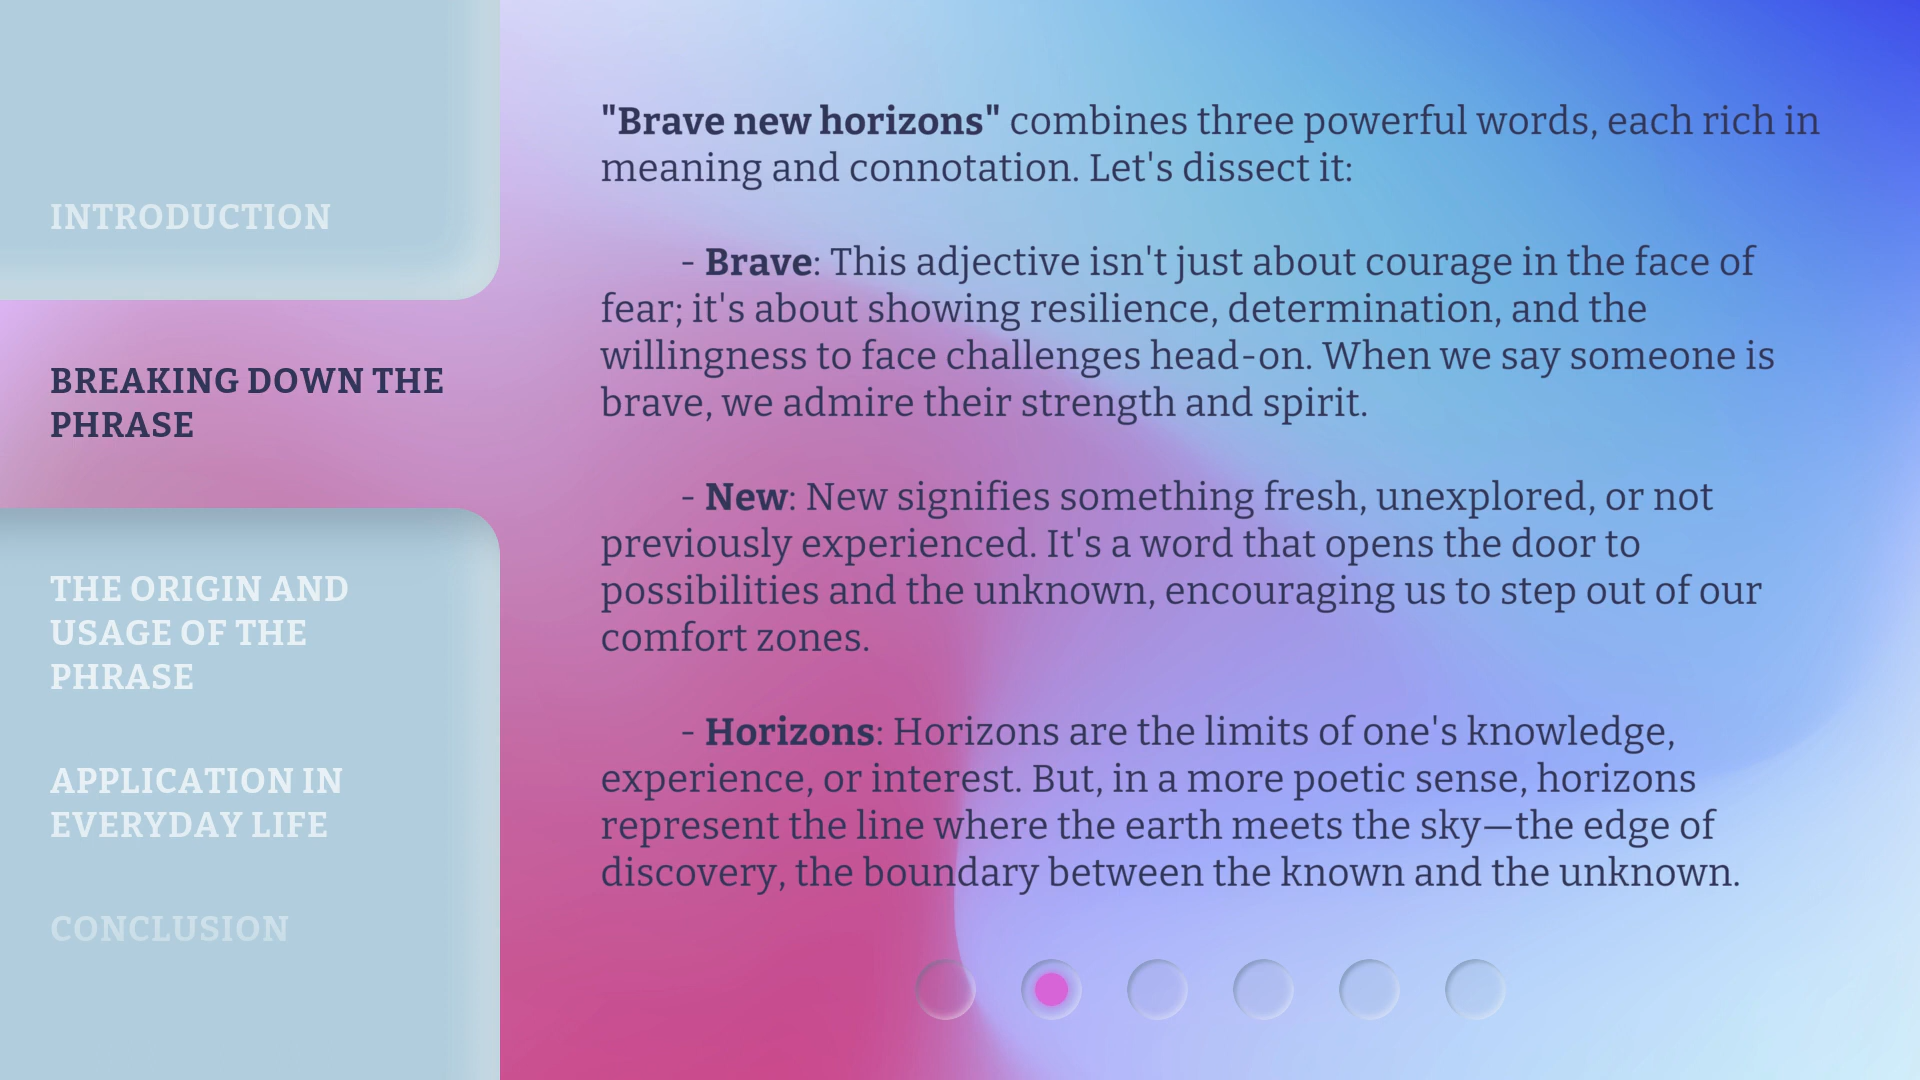 INTRODUCTION
BREAKING DOWN THE
PHRASE
THE ORIGIN AND
USAGE OF THE
PHRASE
APPLICATION IN
EVERYDAY LIFE
CONCLUSION
"Brave new horizons" combines three powerful words, each rich in
meaning and connotation. Let's dissect it:
- Brave: This adjective isn't just about courage in the face of
fear; it's about showing resilience, determination, and the
willingness to face challenges head-on. When we say someone is
brave, we admire their strength and spirit.
- New: New signifies something fresh, unexplored, or not
previously experienced. It's a word that opens the door to
possibilities and the unknown, encouraging us to step out of our
comfort zones.
- Horizons: Horizons are the limits of one's knowledge,
experience, or interest. But, in a more poetic sense, horizons
represent the line where the earth meets the sky—the edge of
discovery, the boundary between the known and the unknown.